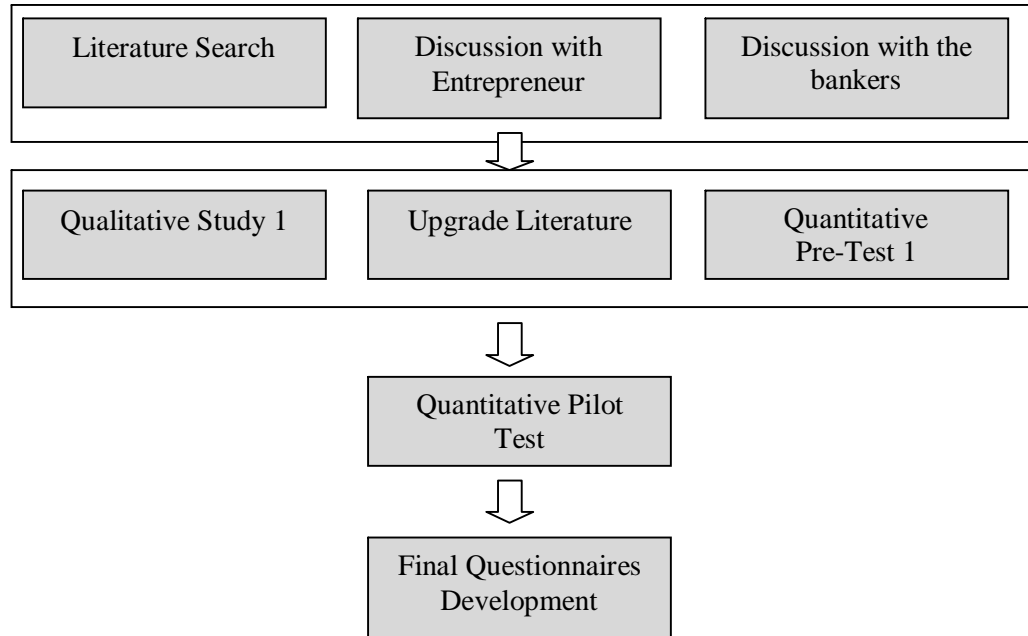 Literature Search
Discussion with
Entrepreneur
Discussion with the
bankers
Qualitative Study 1
Upgrade Literature
Quantitative
Pre-Test 1
Quantitative Pilot
Test
Final Questionnaires
Development